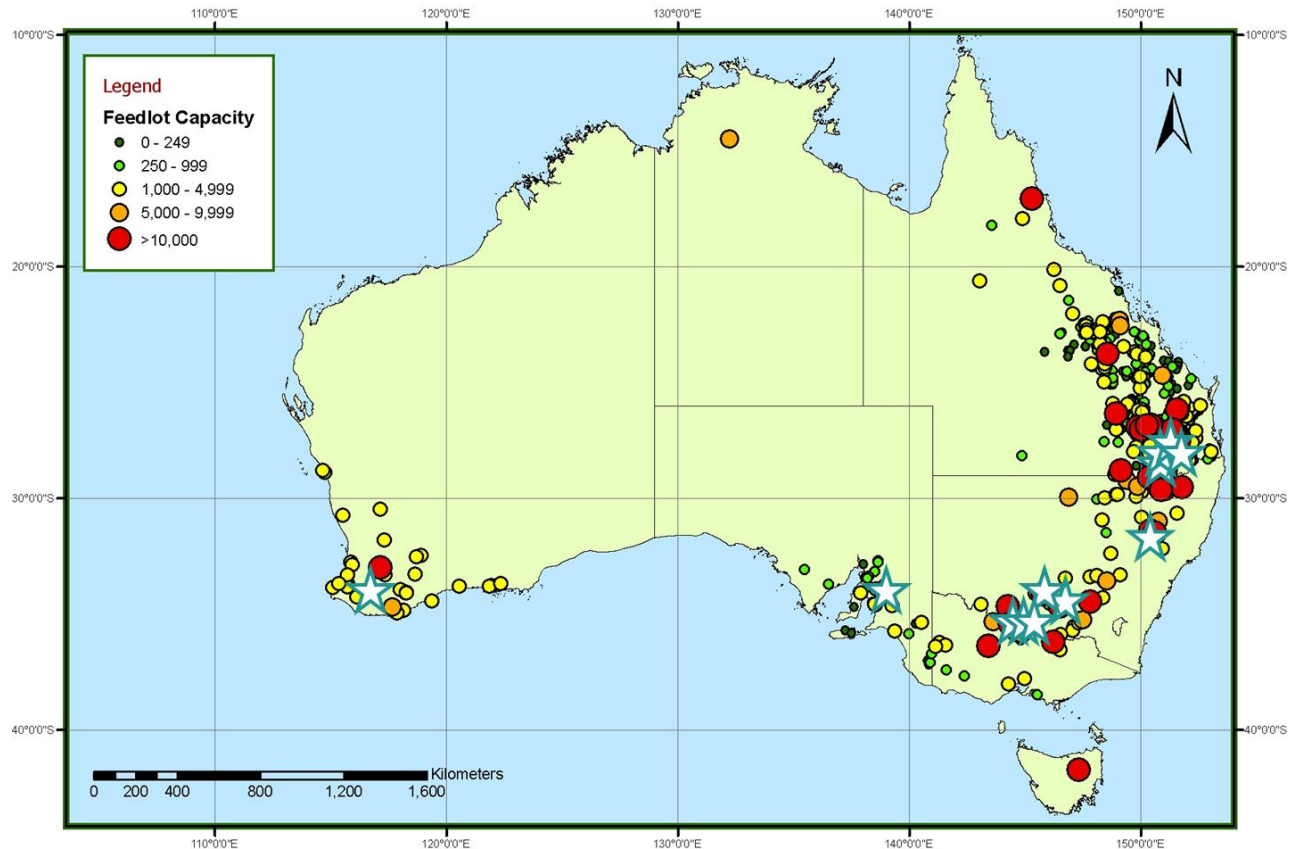 110°0'0"E 120°0'0"E 130°0'0"E 140°0'0"E 150°0'0"E
10°0'0"S 10°0'0"S
Legend
Feedlot Capacity
0 - 249
250 - 999
1,000 - 4,999
5,000 - 9,999
>10,000
N
20°0'0"S 20°0'0"S
30°0'0"S 30°0'0"S
40°0'0"S 40°0'0"S
Kilometers
0 200 400 800 1,200 1,600
110°0'0"E 120°0'0"E 130°0'0"E 140°0'0"E 150°0'0"E